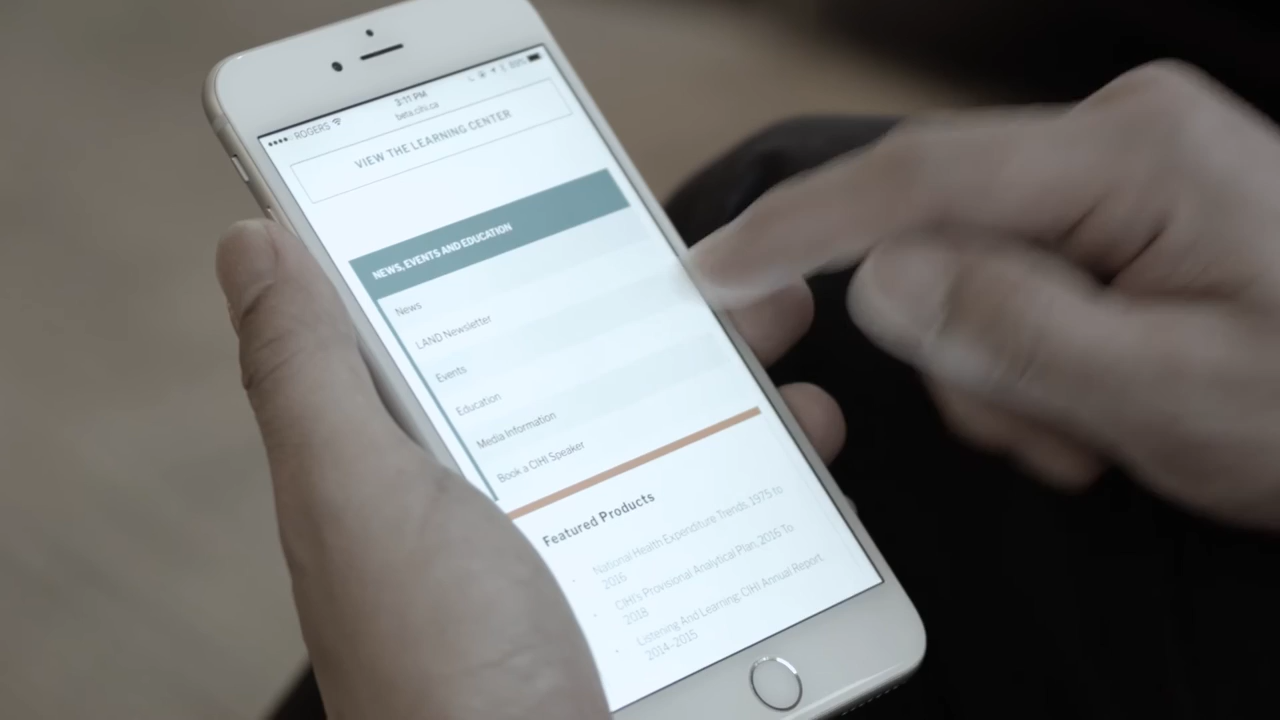 ROGERS
3:11 PM
beta.cihi.ca
VIEW THE LEARNING CENTER
NEWS, EVENTS AND EDUCATION
News
LAND Newsletter
Events
Education
Media Information
Book a CIHI Speaker
Featured Products
National Health Expenditure Trends, 1975 to
2016
CIHI's Provisional Analytical Plan, 2016 To
2018
Listening And Learning: CIHI Annual Report,
2014-2015